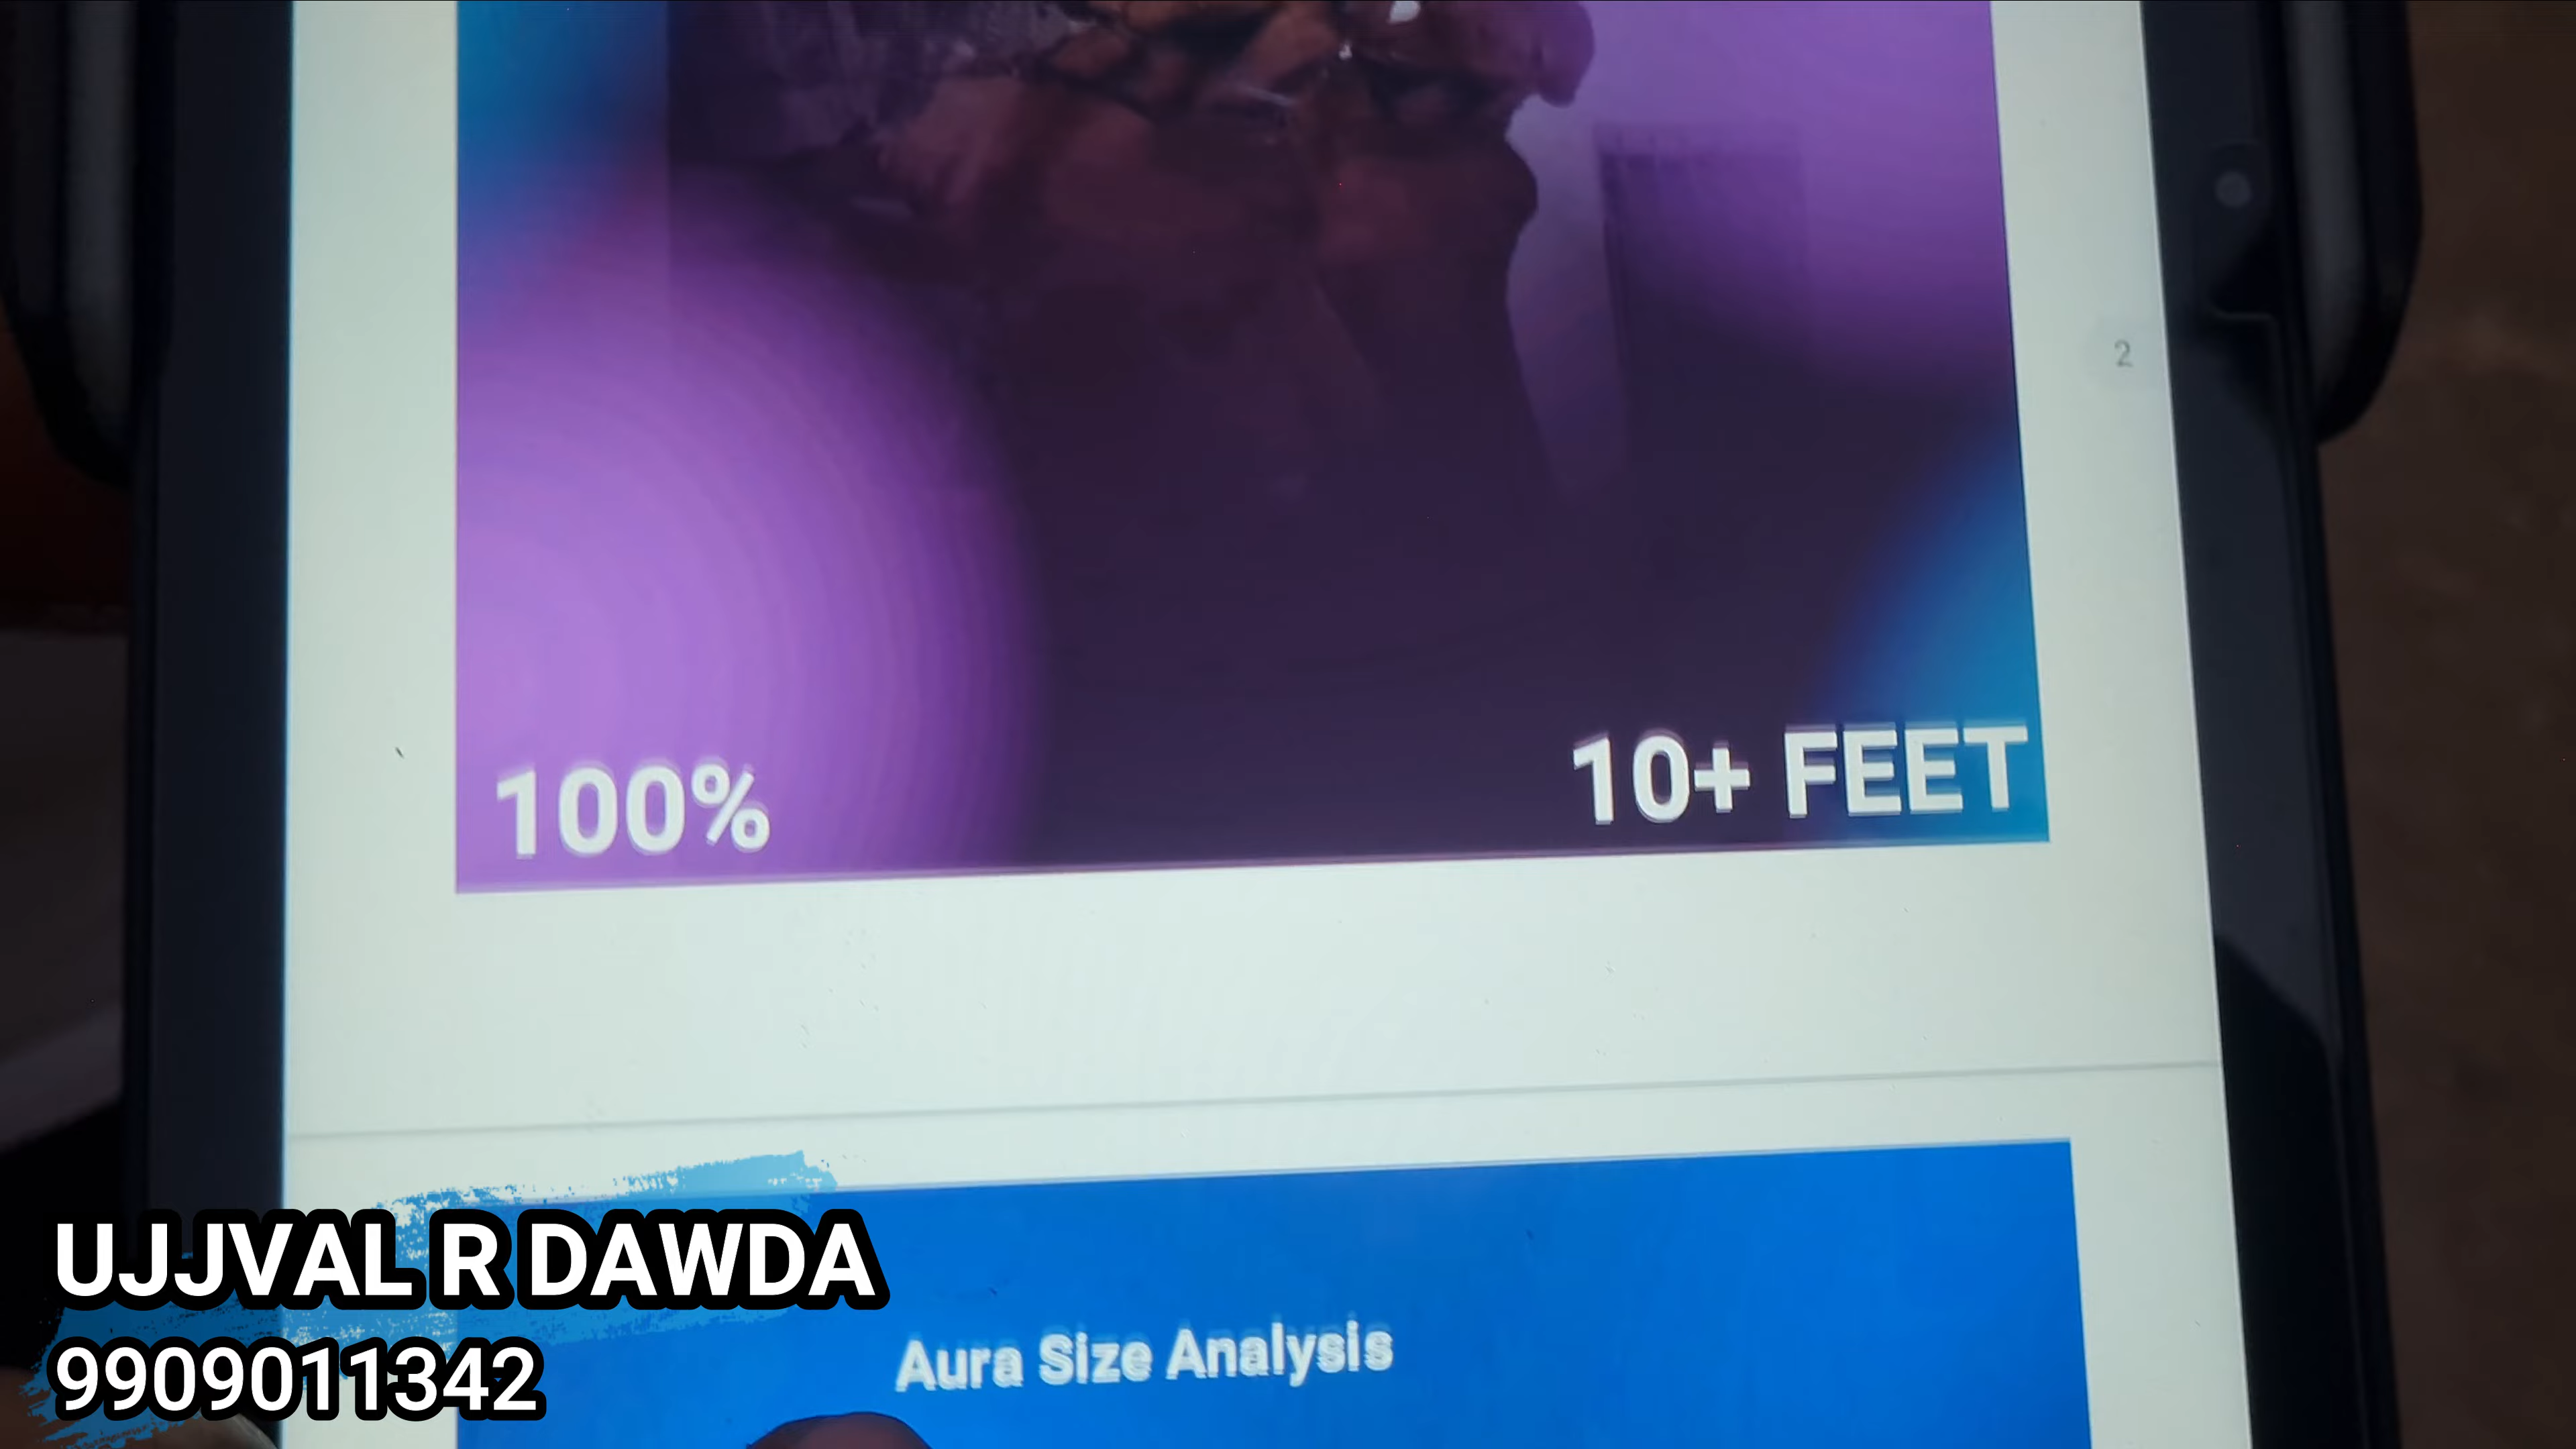 2
100%
10+ FEET
Aura Size Analysis
UJJVAL R DAWDA
9909011342